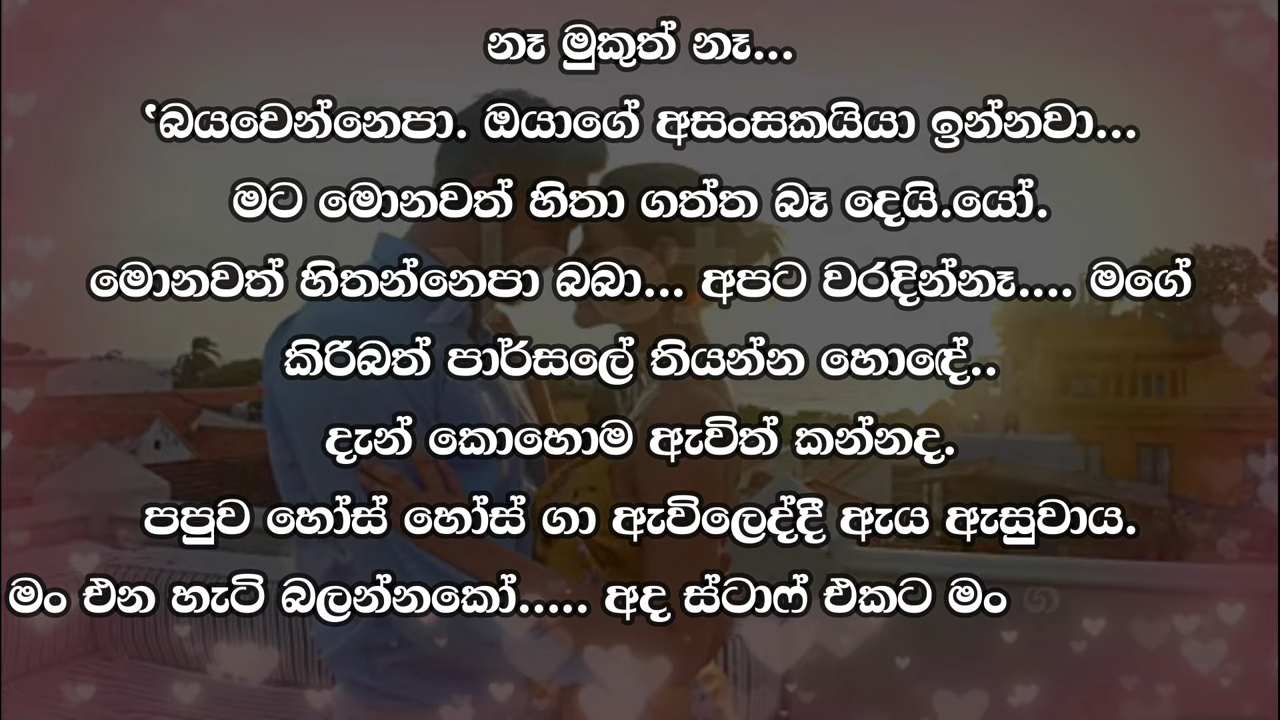 නෑ මුකුත් නෑ...
‘බයවෙන්නෙපා. ඔයාගේ අසංසකයියා ඉන්නවා...
මට මොනවත් හිතා ගත්ත බෑ දෙයි.යෝ.
මොනවත් හිතන්නෙපා බබා... අපට වරදින්නෑ.... මගේ
කිරිබත් පාර්සලේ තියන්න හොඳේ..
දැන් කොහොම ඇවිත් කන්නද.
පපුව හෝස් හෝස් ගා ඇවිලෙද්දී ඇය ඇසුවාය.
මං එන හැටි බලන්නකෝ..... අද ස්ටාෆ් එකට මං ග